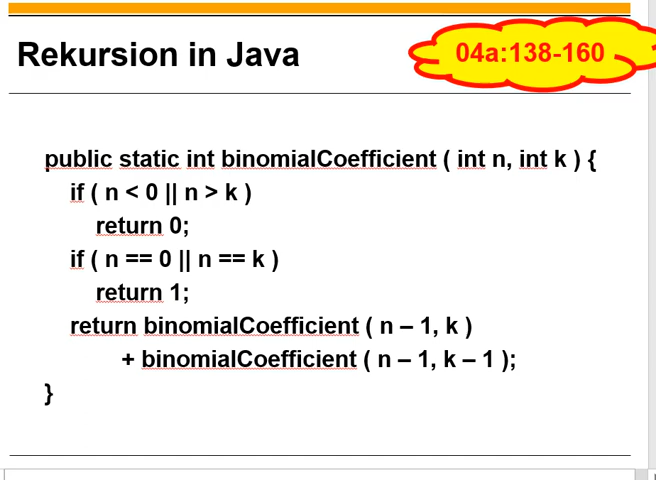 Rekursion in Java
04a:138-160
public static int binomialCoefficient ( int n, int k ) {
if ( n < 0 || n > k )
return 0;
if ( n == 0 || n == k )
return 1;
return binomialCoefficient ( n – 1, k )
+ binomialCoefficient ( n – 1, k – 1 );
}